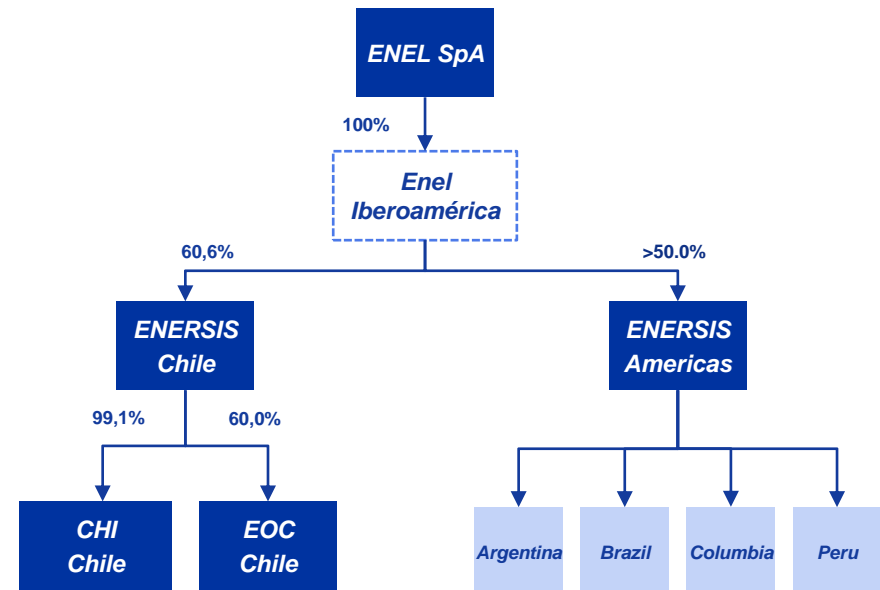 ENEL SpA
100%
Enel
Iberoamérica
60,6%
>50.0%
ENERSIS
Chile
ENERSIS
Americas
99,1%
60,0%
CHI
Chile
EOC
Chile
Argentina
Brazil
Columbia
Peru